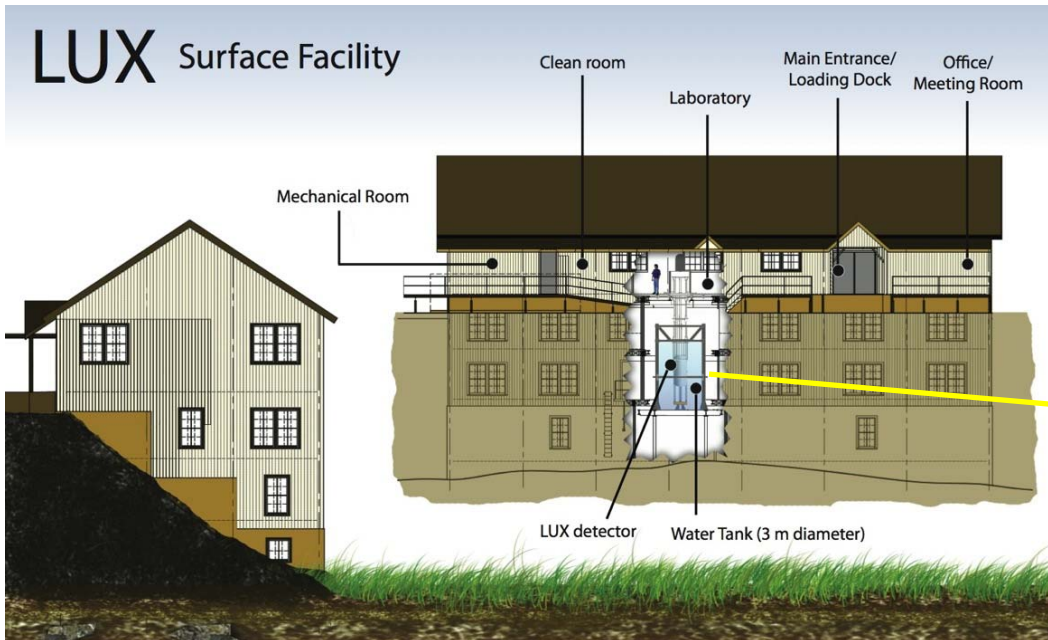 LUX Surface Facility
Clean room
Main Entrance/
Loading Dock
Office/
Meeting Room
Laboratory
Mechanical Room
LUX detector
Water Tank (3 m diameter)